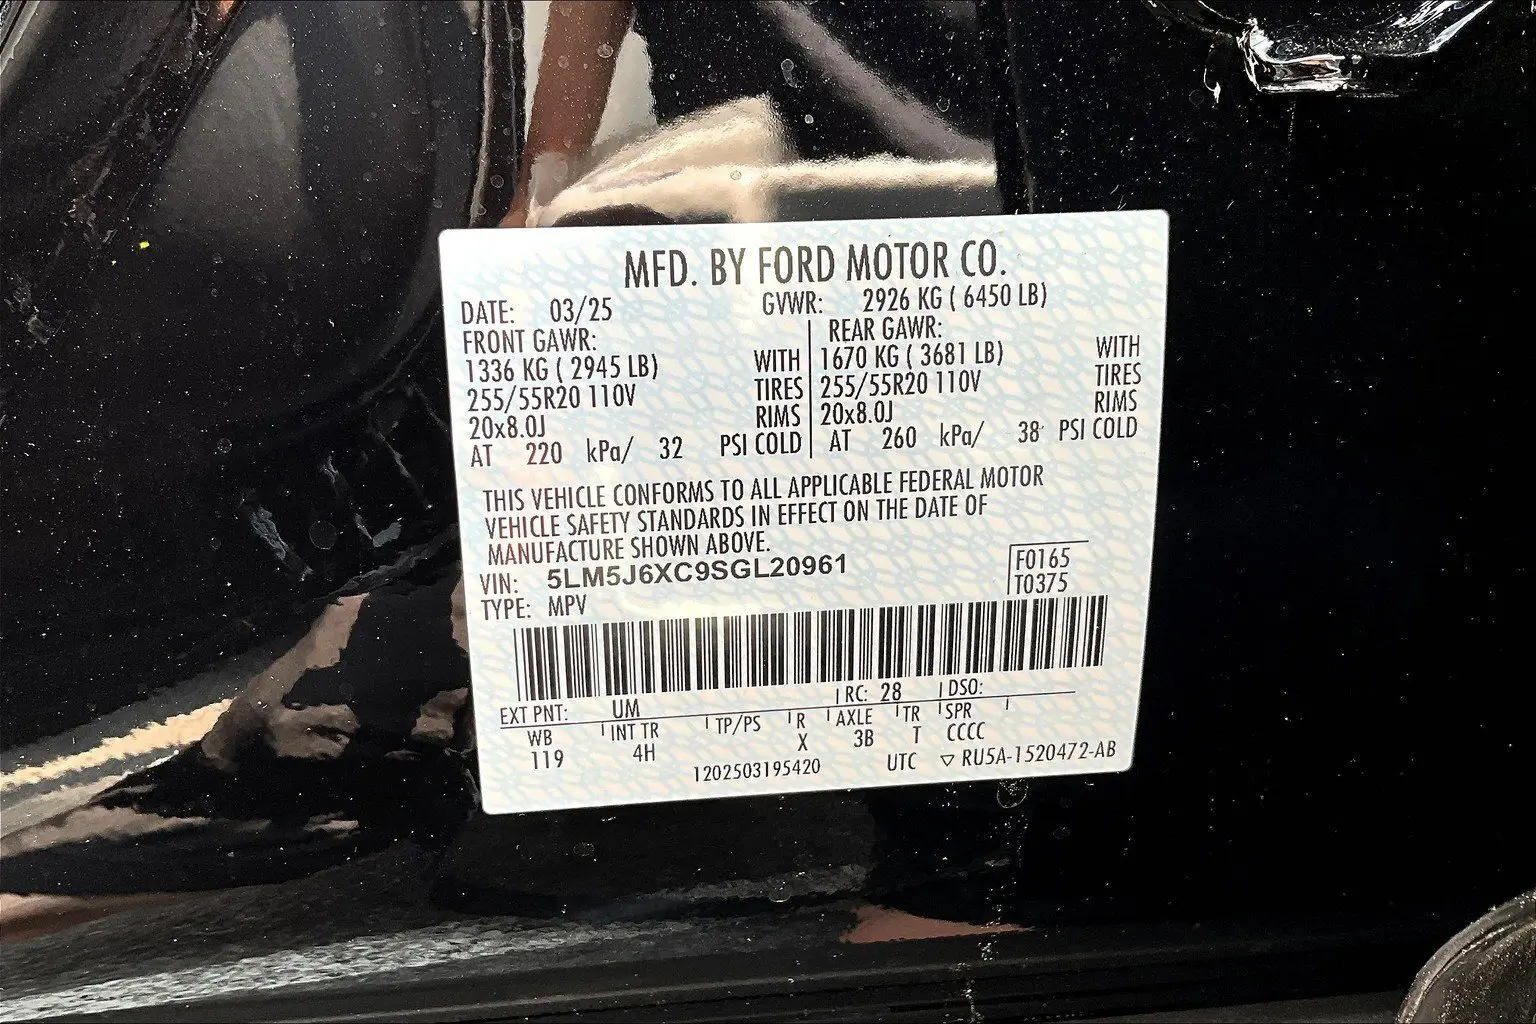 MFD. BY FORD MOTOR CO.
DATE: 03/25 GVWR: 2926 KG ( 6450 LB)
FRONT GAWR: REAR GAWR:
1336 KG ( 2945 LB) WITH 1670 KG ( 3681 LB) WITH
255/55R20 110V TIRES 255/55R20 110V TIRES
20x8.0J RIMS 20x8.0J RIMS
AT 220 kPa/ 32 PSI COLD AT 260 kPa/ 38 PSI COLD
THIS VEHICLE CONFORMS TO ALL APPLICABLE FEDERAL MOTOR
VEHICLE SAFETY STANDARDS IN EFFECT ON THE DATE OF
MANUFACTURE SHOWN ABOVE.
VIN: 5LM5J6XC9SGL20961 F0165
TYPE: MPV T0375
EXT PNT: UM RC: 28 DSO:
WB INT TR TP/PS R AXLE TR SPR
119 4H X 3B T CCCC
1202503195420 UTC ▽ RU5A-1520472-AB